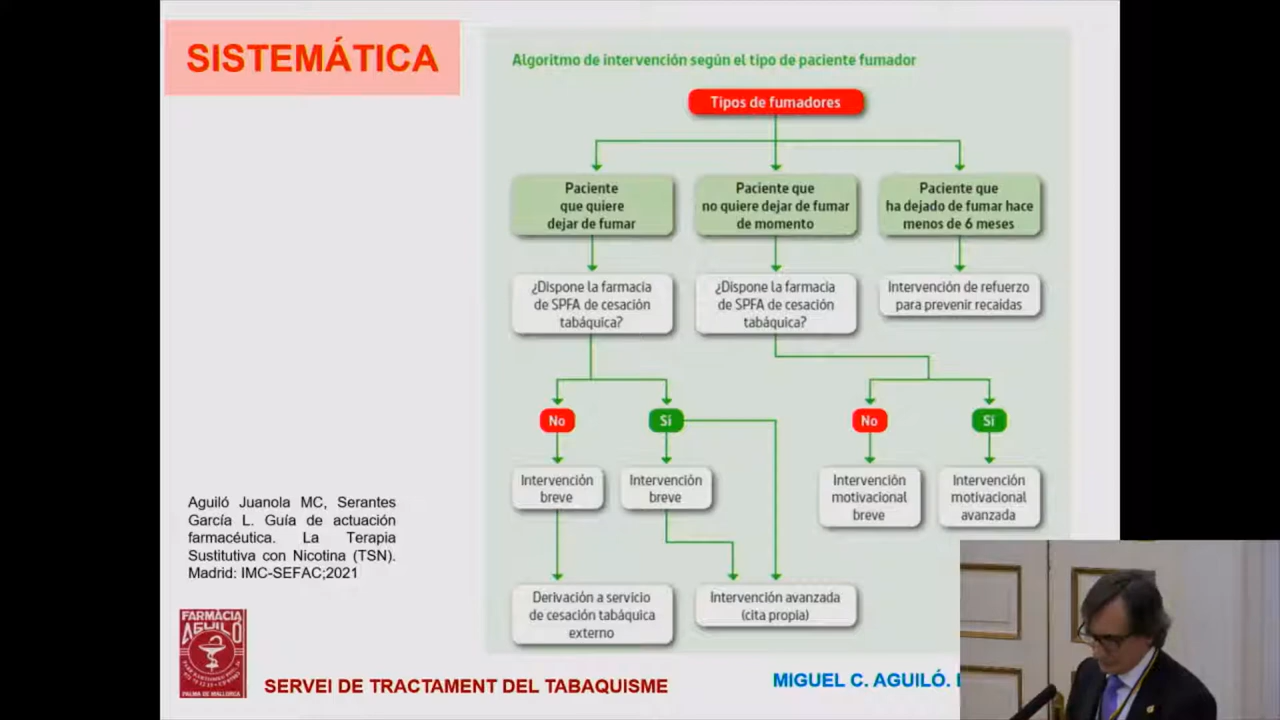 SISTEMÁTICA
Algoritmo de intervención según el tipo de paciente fumador
Tipos de fumadores
Paciente
que quiere
dejar de fumar
Paciente que
no quiere dejar de fumar
de momento
Paciente que
ha dejado de fumar hace
menos de 6 meses
¿Dispone la farmacia
de SPFA de cesación
tabáquica?
¿Dispone la farmacia
de SPFA de cesación
tabáquica?
Intervención de refuerzo
para prevenir recaidas
No
Sí
No
Sí
Intervención
breve
Intervención
breve
Intervención
motivacional
breve
Intervención
motivacional
avanzada
Derivación a servicio
de cesación tabáquica
externo
Intervención avanzada
(cita propia)
Aguiló Juanola MC, Serantes
García L. Guía de actuación
farmacéutica. La Terapia
Sustitutiva con Nicotina (TSN).
Madrid: IMC-SEFAC;2021
FARMÀCIA
AGUILÓ
PALMA DE MALLORCA
SERVEI DE TRACTAMENT DEL TABAQUISME
MIGUEL C. AGUILÓ.